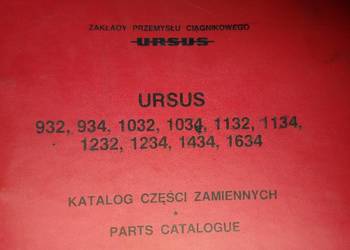 ZAKŁADY PRZEMYSŁU CIĄGNIKOWEGO
URSUS
URSUS
932, 934, 1032, 1034, 1132, 1134,
1232, 1234, 1434, 1634
KATALOG CZĘŚCI ZAMIENNYCH
*
PARTS CATALOGUE